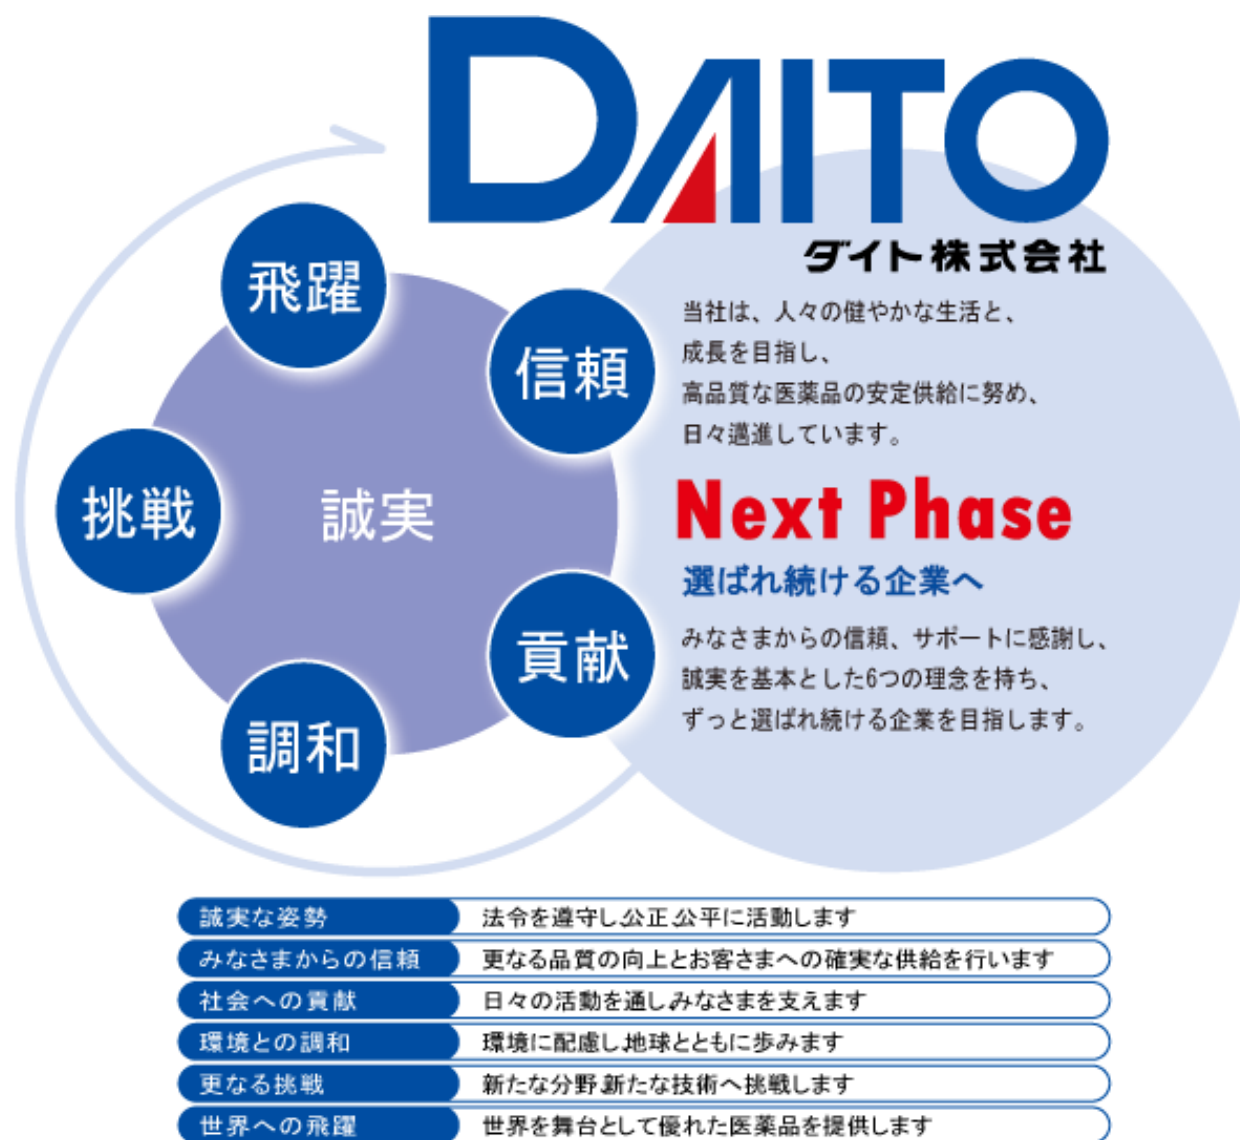 DAITO
ダイト株式会社
飛躍
信頼
挑戦
誠実
貢献
調和
当社は、人々の健やかな生活と、
成長を目指し、
高品質な医薬品の安定供給に努め、
日々邁進しています。
Next Phase
選ばれ続ける企業へ
みなさまからの信頼、サポートに感謝し、
誠実を基本とした6つの理念を持ち、
ずっと選ばれ続ける企業を目指します。
誠実な姿勢 法令を遵守し、公正、公平に活動します
みなさまからの信頼 更なる品質の向上とお客さまへの確実な供給を行います
社会への貢献 日々の活動を通し、みなさまを支えます
環境との調和 環境に配慮し、地球とともに歩みます
更なる挑戦 新たな分野、新たな技術へ挑戦します
世界への飛躍 世界を舞台として優れた医薬品を提供します